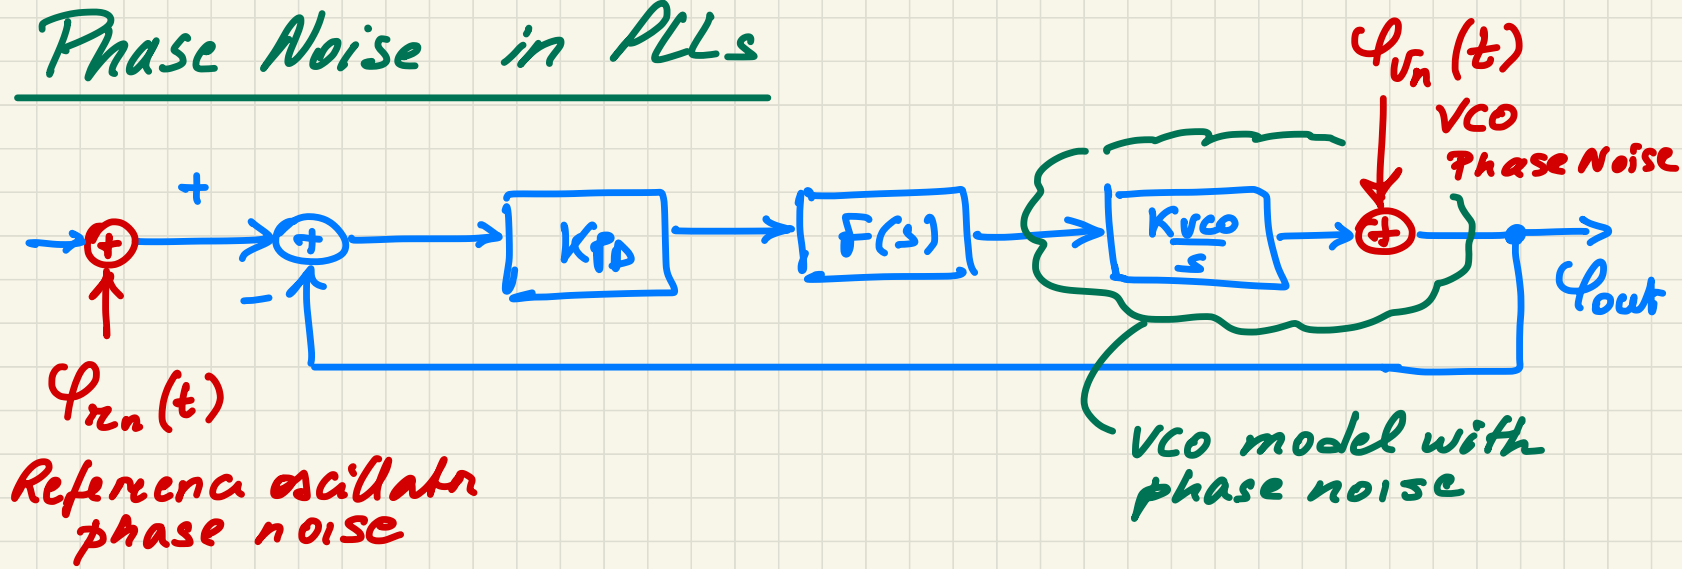 Phase Noise in PLLs
φvn(t)
VCO
Phase Noise
+
+
+
KPD
F(s)
Kvco
s
+
−
φout
φrn(t)
Referenc oscillator
phase noise
VCO model with
phase noise